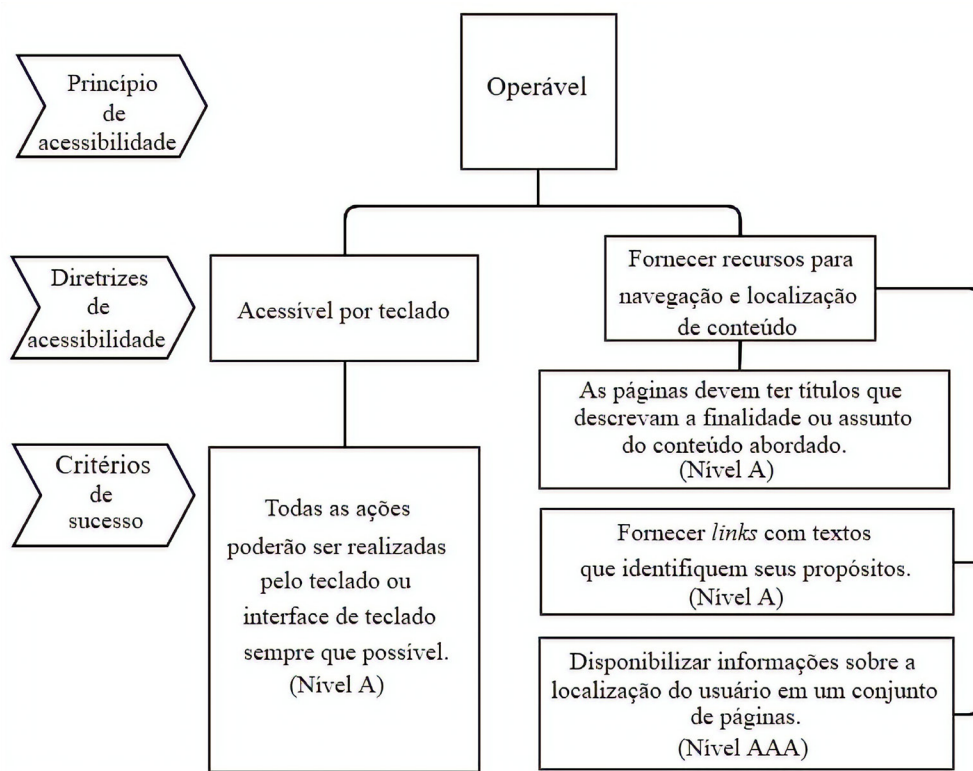 Princípio
de
acessibilidade
Operável
Diretrizes
de
acessibilidade
Acessível por teclado
Fornecer recursos para
navegação e localização
de conteúdo
Critérios
de
sucesso
Todas as ações
poderão ser realizadas
pelo teclado ou
interface de teclado
sempre que possível.
(Nível A)
As páginas devem ter títulos que
descrevam a finalidade ou assunto
do conteúdo abordado.
(Nível A)
Fornecer links com textos
que identifiquem seus propósitos.
(Nível A)
Disponibilizar informações sobre a
localização do usuário em um conjunto
de páginas.
(Nível AAA)